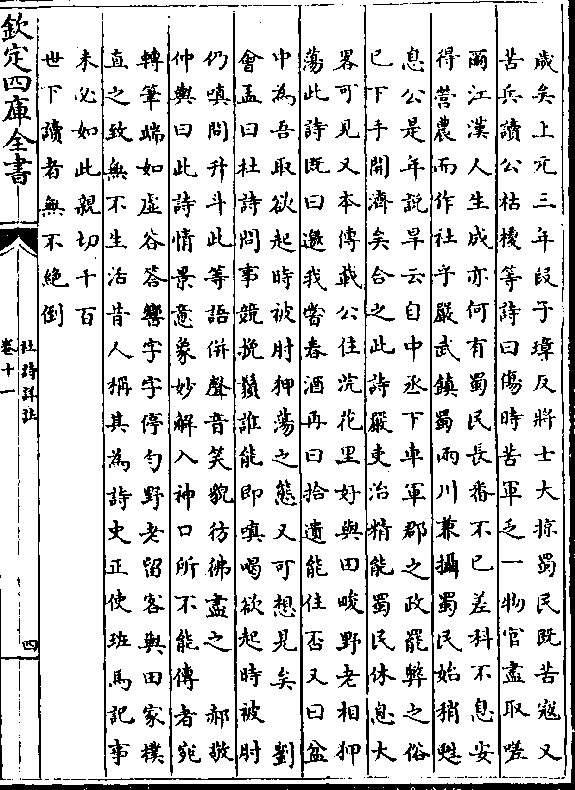 歲矣上元三年段子璋反將士大掠蜀民既苦寇又
苦兵讀公枯椶等詩曰傷時苦軍乏一物官盡取嗟
爾江漢人生成亦何有蜀民長番不已差科不息安
得營農而作社乎嚴武鎮蜀兩川兼攝蜀民始稍甦
息公是年說旱云自中丞下車軍郡之政罷弊之俗
已下手開濟矣合之此詩嚴吏治精能蜀民休息大
畧可見又本傳載公住浣花里好與田畯野老相狎
蕩此詩既曰邀我嘗春酒再曰拾遺能住否又曰盆
中為吾取欲起時被肘狎蕩之態又可想見矣 劉
會孟曰杜詩問事競挽鬚誰能即嗔喝欲起時被肘
仍嗔問升斗此等語併聲音笑貌彷彿盡之 郝敬
仲輿曰此詩情景意象妙解入神口所不能傳者宛
轉筆端如虛谷答響字字停勻野老留客與田家樸
直之致無不生活昔人稱其為詩史正使班馬記事
未必如此親切千百
世下讀者無不絕倒
欽定四庫全書
杜詩詳註
卷十一
四